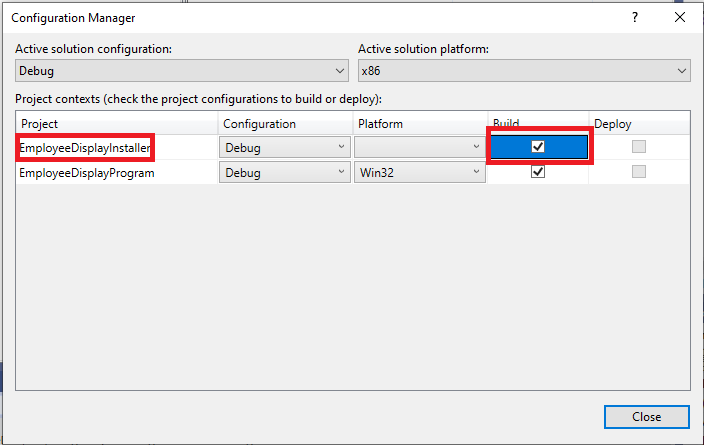 Configuration Manager
?
Active solution configuration:
Active solution platform:
Debug
x86
Project contexts (check the project configurations to build or deploy):
Project Configuration Platform Build Deploy
EmployeeDisplayInstaller Debug
EmployeeDisplayProgram Debug Win32
Close